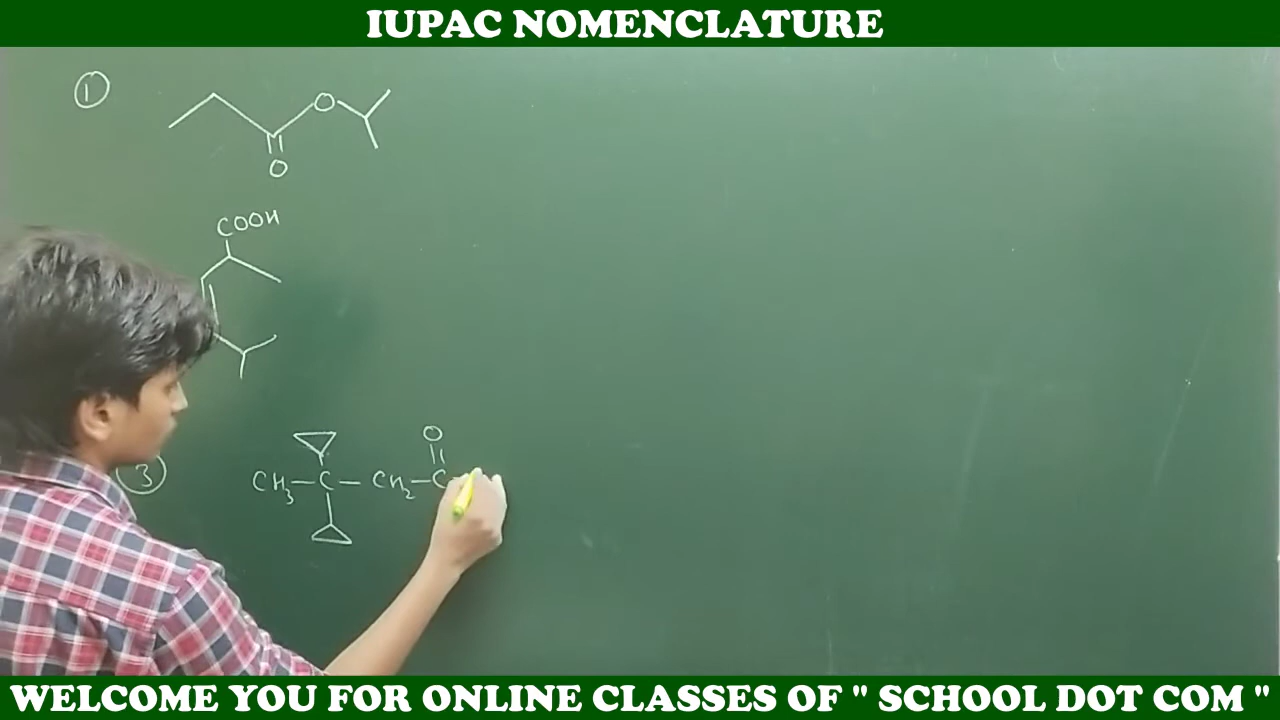 IUPAC NOMENCLATURE
1
O
O
COOH
3
O
CH₃—C—CH₂—C
WELCOME YOU FOR ONLINE CLASSES OF " SCHOOL DOT COM "